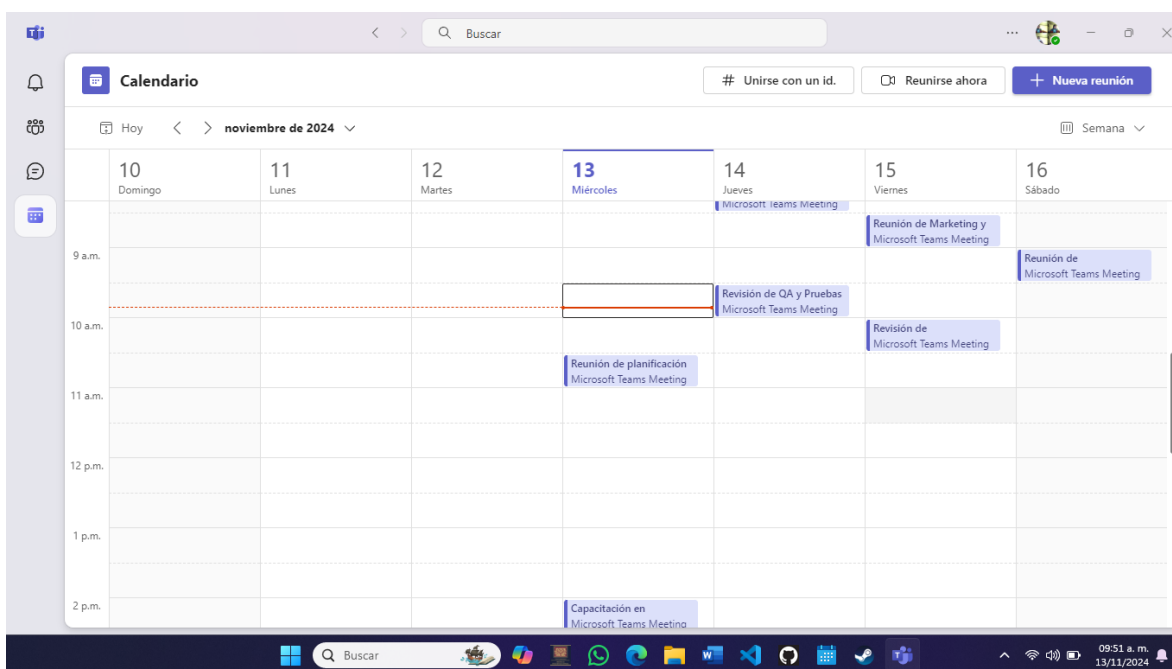 Buscar
Calendario
# Unirse con un id.
Reunirse ahora
+ Nueva reunión
Hoy
noviembre de 2024
Semana
10
Domingo
11
Lunes
12
Martes
13
Miércoles
14
Jueves
15
Viernes
16
Sábado
Microsoft Teams Meeting
Reunión de Marketing y
Microsoft Teams Meeting
9 a.m.
Reunión de
Microsoft Teams Meeting
Revisión de QA y Pruebas
Microsoft Teams Meeting
10 a.m.
Revisión de
Microsoft Teams Meeting
Reunión de planificación
Microsoft Teams Meeting
11 a.m.
12 p.m.
1 p.m.
2 p.m.
Capacitación en
Microsoft Teams Meeting
Buscar
09:51 a. m.
13/11/2024